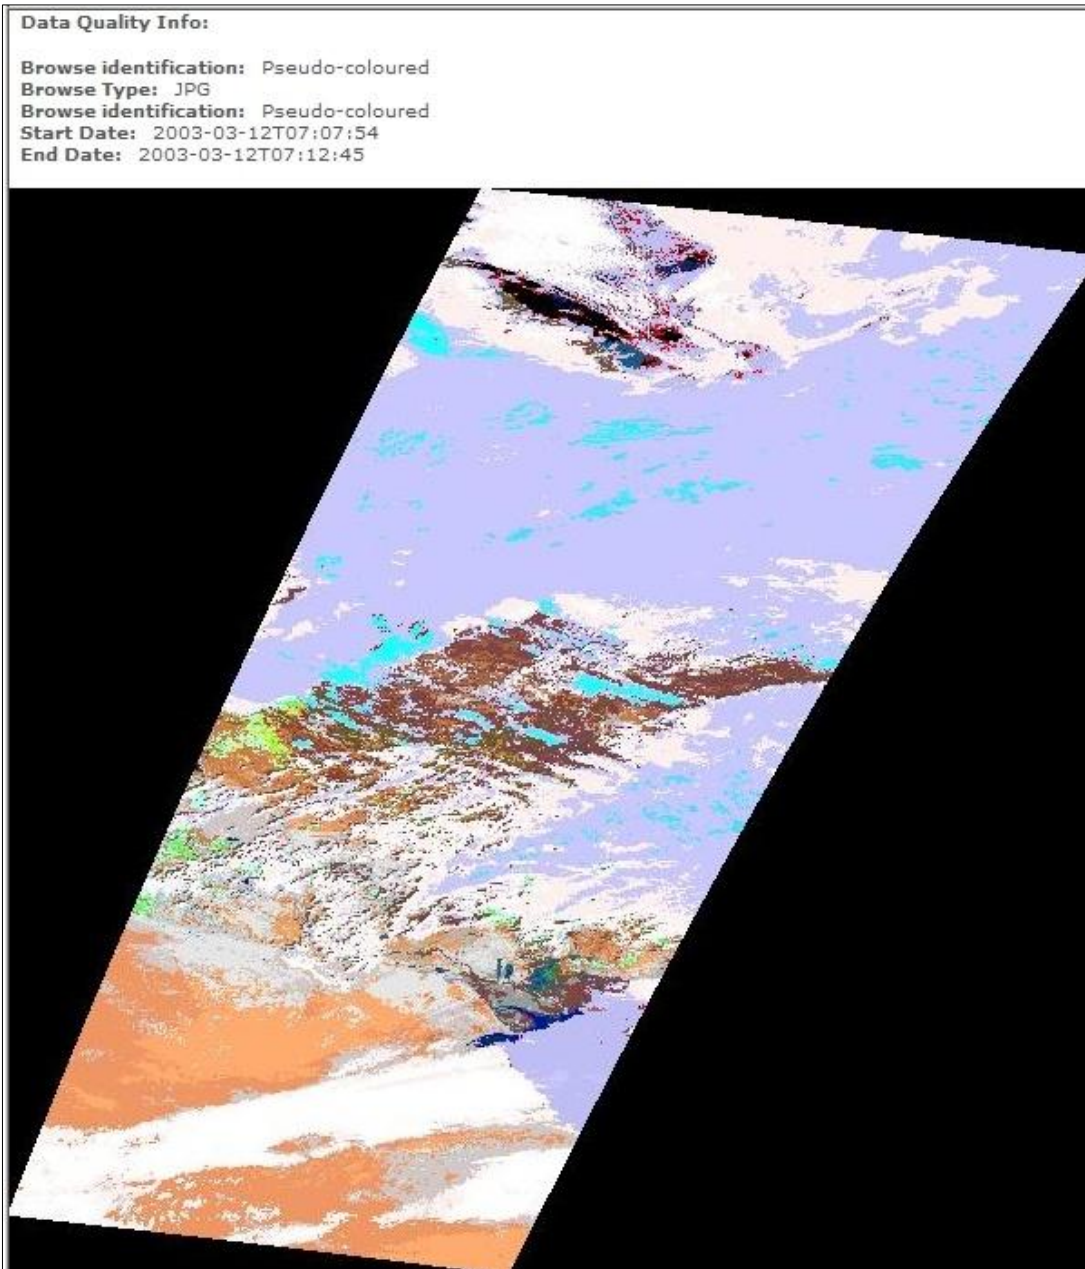 Data Quality Info:
Browse identification: Pseudo-coloured
Browse Type: JPG
Browse identification: Pseudo-coloured
Start Date: 2003-03-12T07:07:54
End Date: 2003-03-12T07:12:45